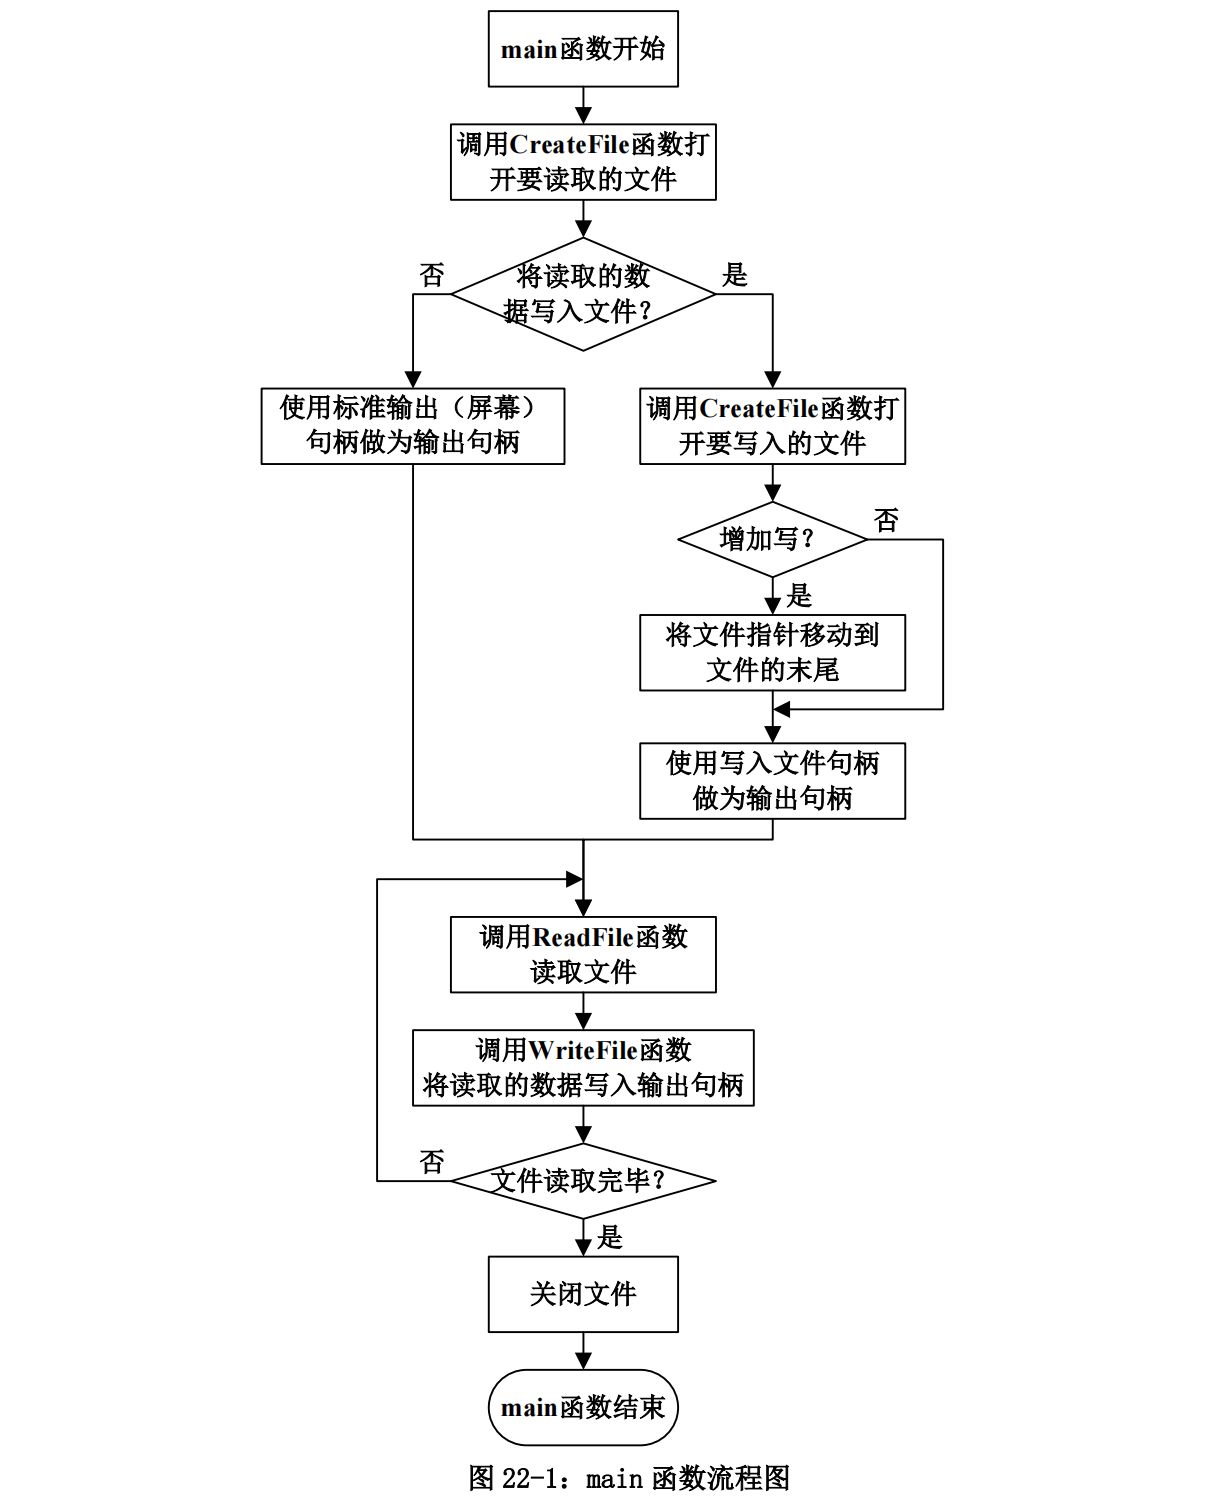 main函数开始
调用CreateFile函数打
开要读取的文件
否
将读取的数
据写入文件？
是
使用标准输出（屏幕）
句柄做为输出句柄
调用CreateFile函数打
开要写入的文件
增加写？
否
是
将文件指针移动到
文件的末尾
使用写入文件句柄
做为输出句柄
调用ReadFile函数
读取文件
调用WriteFile函数
将读取的数据写入输出句柄
否
文件读取完毕？
是
关闭文件
main函数结束
图 22-1：main 函数流程图